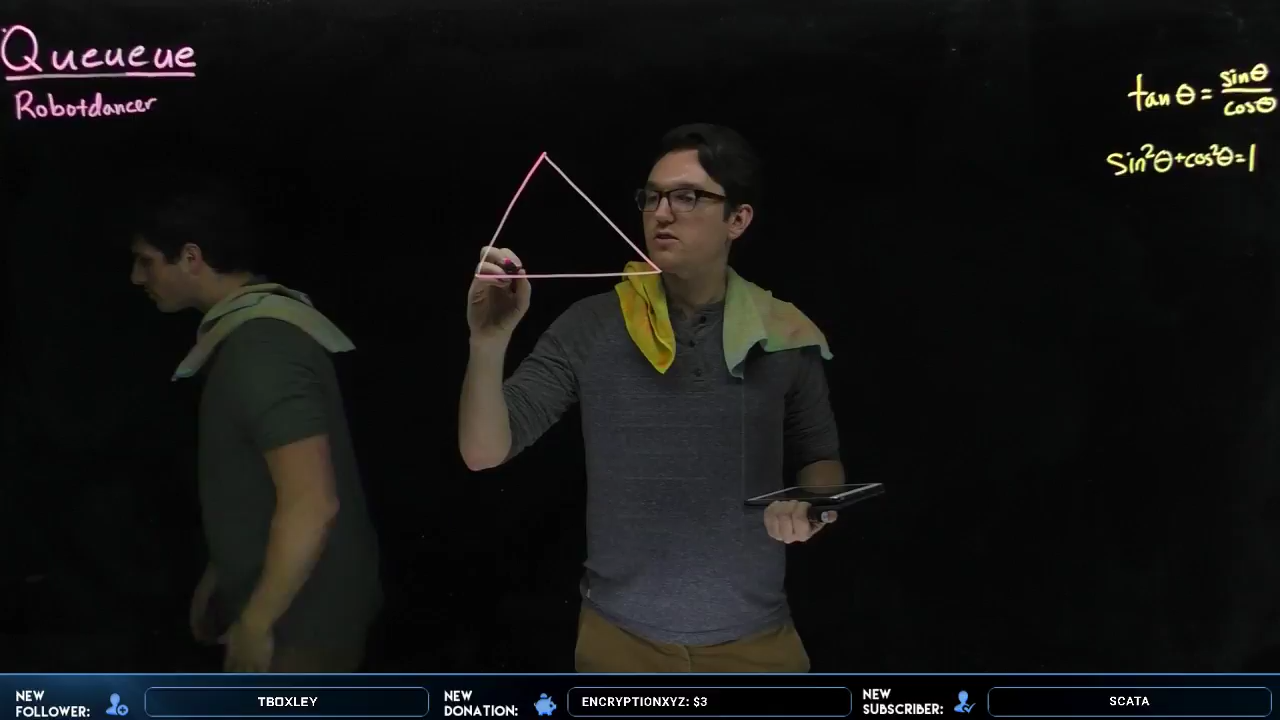 Queueue
Robotdancer
tan θ = sinθ/cosθ
sin²θ+cos²θ=1
NEW FOLLOWER:
TBOXLEY
NEW DONATION:
ENCRYPTIONXYZ: $3
NEW SUBSCRIBER:
SCATA